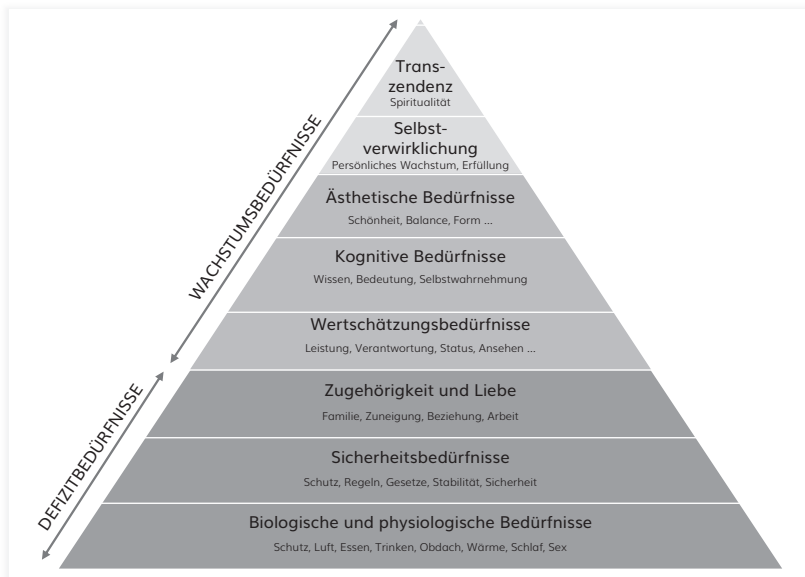 Trans-
zendenz
Spiritualität
Selbst-
verwirklichung
Persönliches Wachstum, Erfüllung
Ästhetische Bedürfnisse
Schönheit, Balance, Form ...
Kognitive Bedürfnisse
Wissen, Bedeutung, Selbstwahrnehmung
Wertschätzungsbedürfnisse
Leistung, Verantwortung, Status, Ansehen ...
Zugehörigkeit und Liebe
Familie, Zuneigung, Beziehung, Arbeit
Sicherheitsbedürfnisse
Schutz, Regeln, Gesetze, Stabilität, Sicherheit
Biologische und physiologische Bedürfnisse
Schutz, Luft, Essen, Trinken, Obdach, Wärme, Schlaf, Sex
WACHSTUMSBEDÜRFNISSE
DEFIZITBEDÜRFNISSE